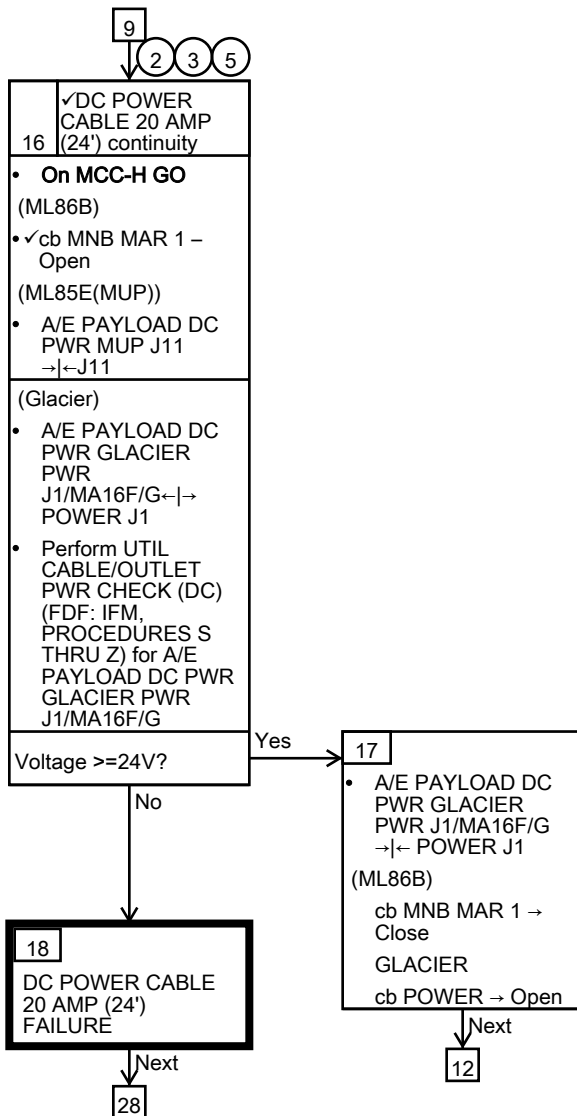 9
2 3 5
16
✓DC POWER
CABLE 20 AMP
(24') continuity
• On MCC-H GO
(ML86B)
• ✓cb MNB MAR 1 –
Open
(ML85E(MUP))
• A/E PAYLOAD DC
PWR MUP J11
→|←J11
(Glacier)
• A/E PAYLOAD DC
PWR GLACIER
PWR
J1/MA16F/G←|→
POWER J1
• Perform UTIL
CABLE/OUTLET
PWR CHECK (DC)
(FDF: IFM,
PROCEDURES S
THRU Z) for A/E
PAYLOAD DC PWR
GLACIER PWR
J1/MA16F/G
Voltage >=24V?
Yes
No
17
• A/E PAYLOAD DC
PWR GLACIER
PWR J1/MA16F/G
→|← POWER J1
(ML86B)
cb MNB MAR 1 →
Close
GLACIER
cb POWER → Open
Next
12
18
DC POWER CABLE
20 AMP (24')
FAILURE
Next
28